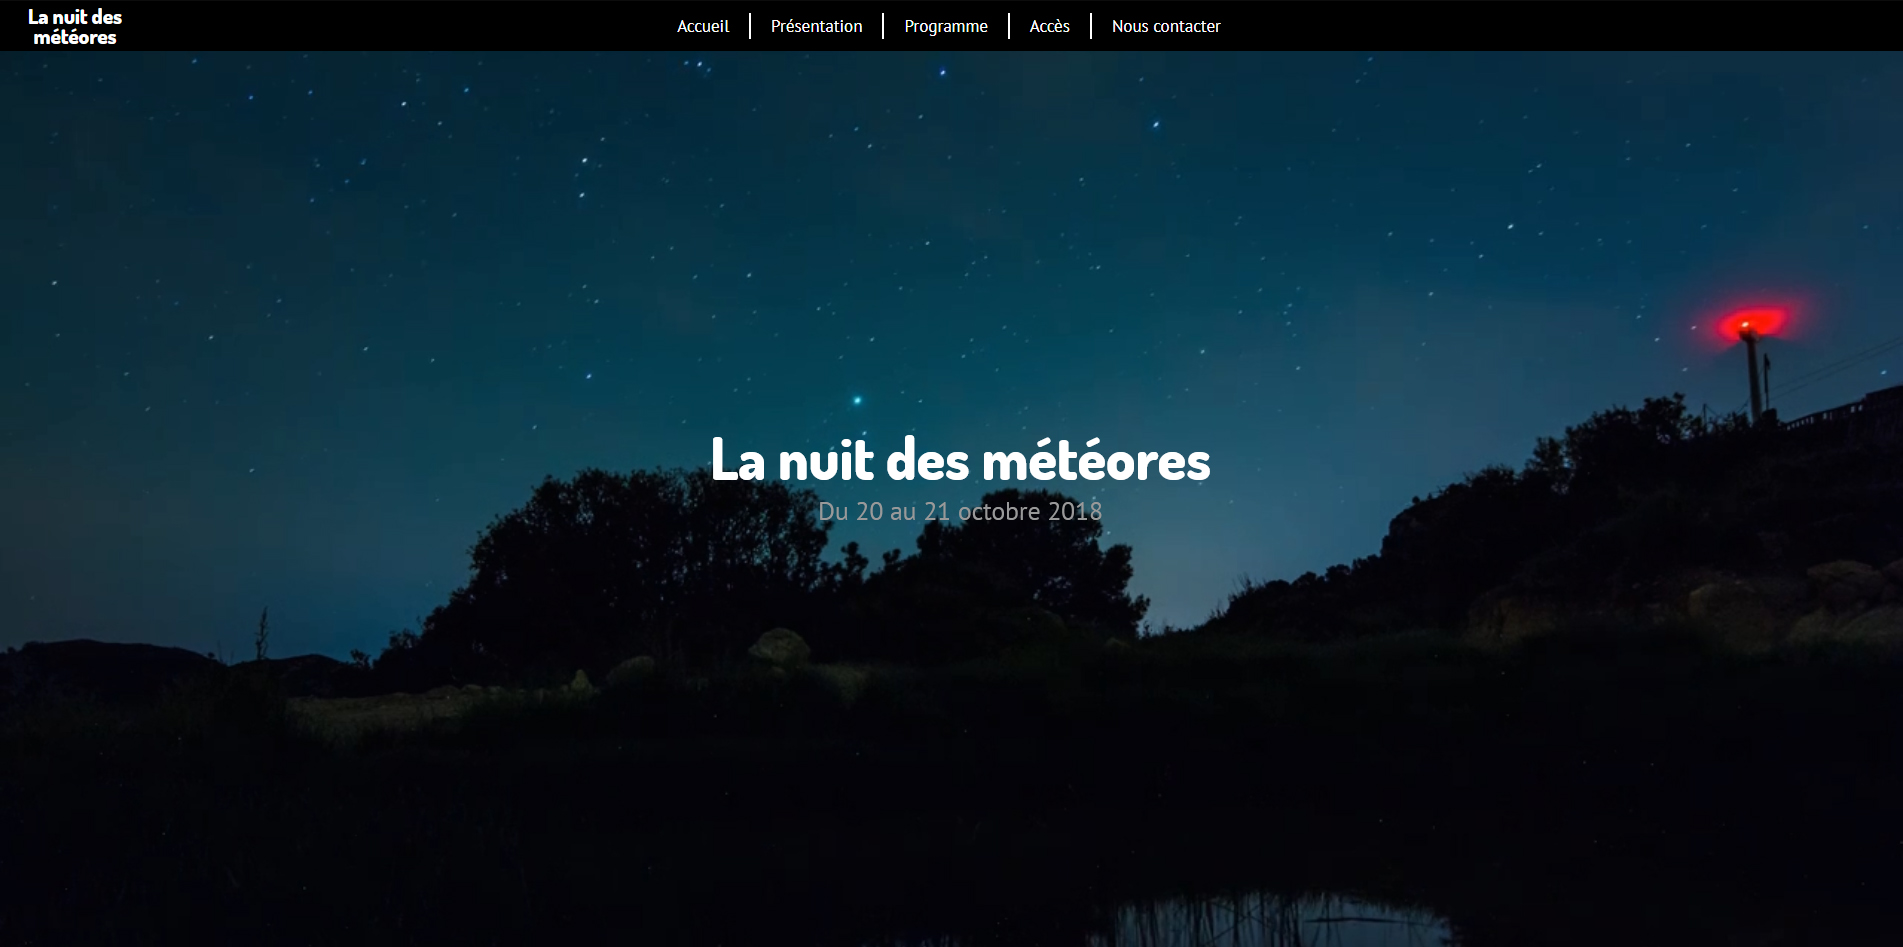 La nuit des
météores
Accueil
Présentation
Programme
Accès
Nous contacter
La nuit des météores
Du 20 au 21 octobre 2018